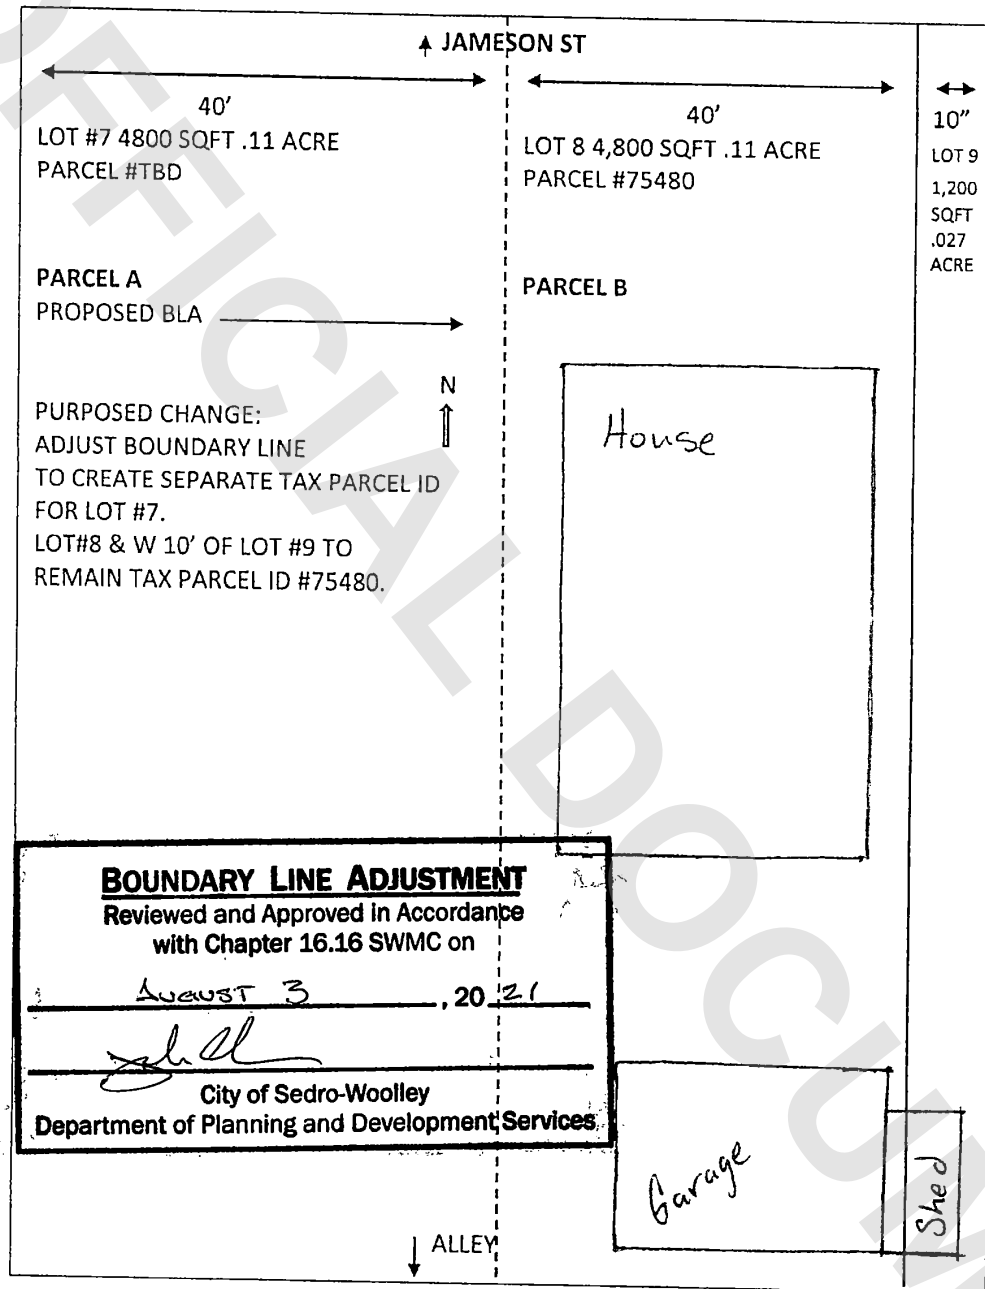 JAMESON ST
40'
LOT #7 4800 SQFT .11 ACRE
PARCEL #TBD
PARCEL A
PROPOSED BLA
N
PURPOSED CHANGE:
ADJUST BOUNDARY LINE
TO CREATE SEPARATE TAX PARCEL ID
FOR LOT #7.
LOT#8 & W 10' OF LOT #9 TO
REMAIN TAX PARCEL ID #75480.
40'
LOT 8 4,800 SQFT .11 ACRE
PARCEL #75480
PARCEL B
10"
LOT 9
1,200
SQFT
.027
ACRE
House
BOUNDARY LINE ADJUSTMENT
Reviewed and Approved in Accordance
with Chapter 16.16 SWMC on
August 3, 2021
City of Sedro-Woolley
Department of Planning and Development Services
Garage
Shed
ALLEY
OFFICIAL DOCUM